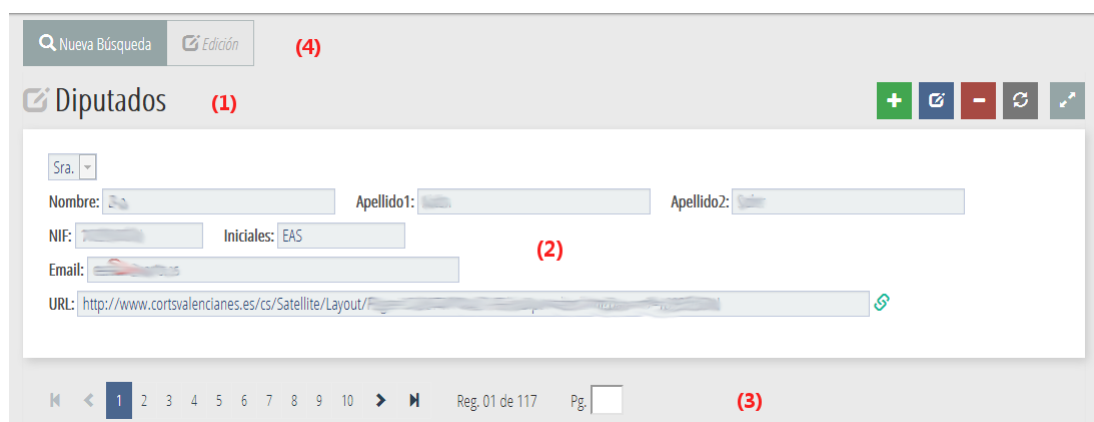 Nueva Búsqueda Edición (4)
Diputados (1)
Sra.
Nombre: Apellido1: Apellido2:
NIF: Iniciales: EAS
(2)
Email:
URL: http://www.cortsvalencianes.es/cs/Satellite/Layout/
1 2 3 4 5 6 7 8 9 10 Reg. 01 de 117 Pg. (3)